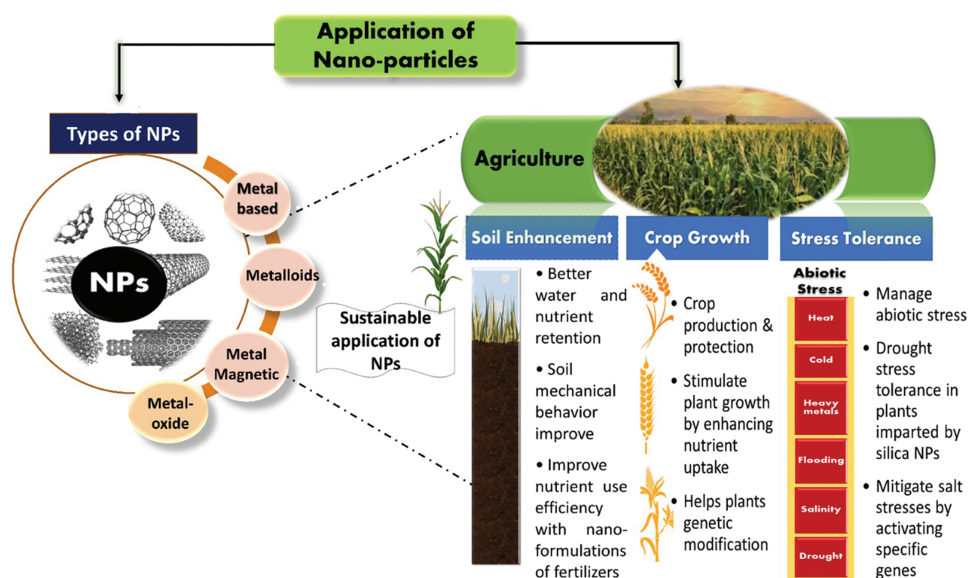 Application of
Nano-particles
Types of NPs
Metal
based
Metalloids
Metal
Magnetic
Metal-
oxide
NPs
Sustainable
application of
NPs
Agriculture
Soil Enhancement
• Better
water and
nutrient
retention
• Soil
mechanical
behavior
improve
• Improve
nutrient use
efficiency
with nano-
formulations
of fertilizers
Crop Growth
• Crop
production &
protection
• Stimulate
plant growth
by enhancing
nutrient
uptake
• Helps plants
genetic
modification
Stress Tolerance
Abiotic
Stress
Heat
Cold
Heavy
metals
Flooding
Salinity
Drought
• Manage
abiotic stress
• Drought
stress
tolerance in
plants
imparted by
silica NPs
• Mitigate salt
stresses by
activating
specific
genes